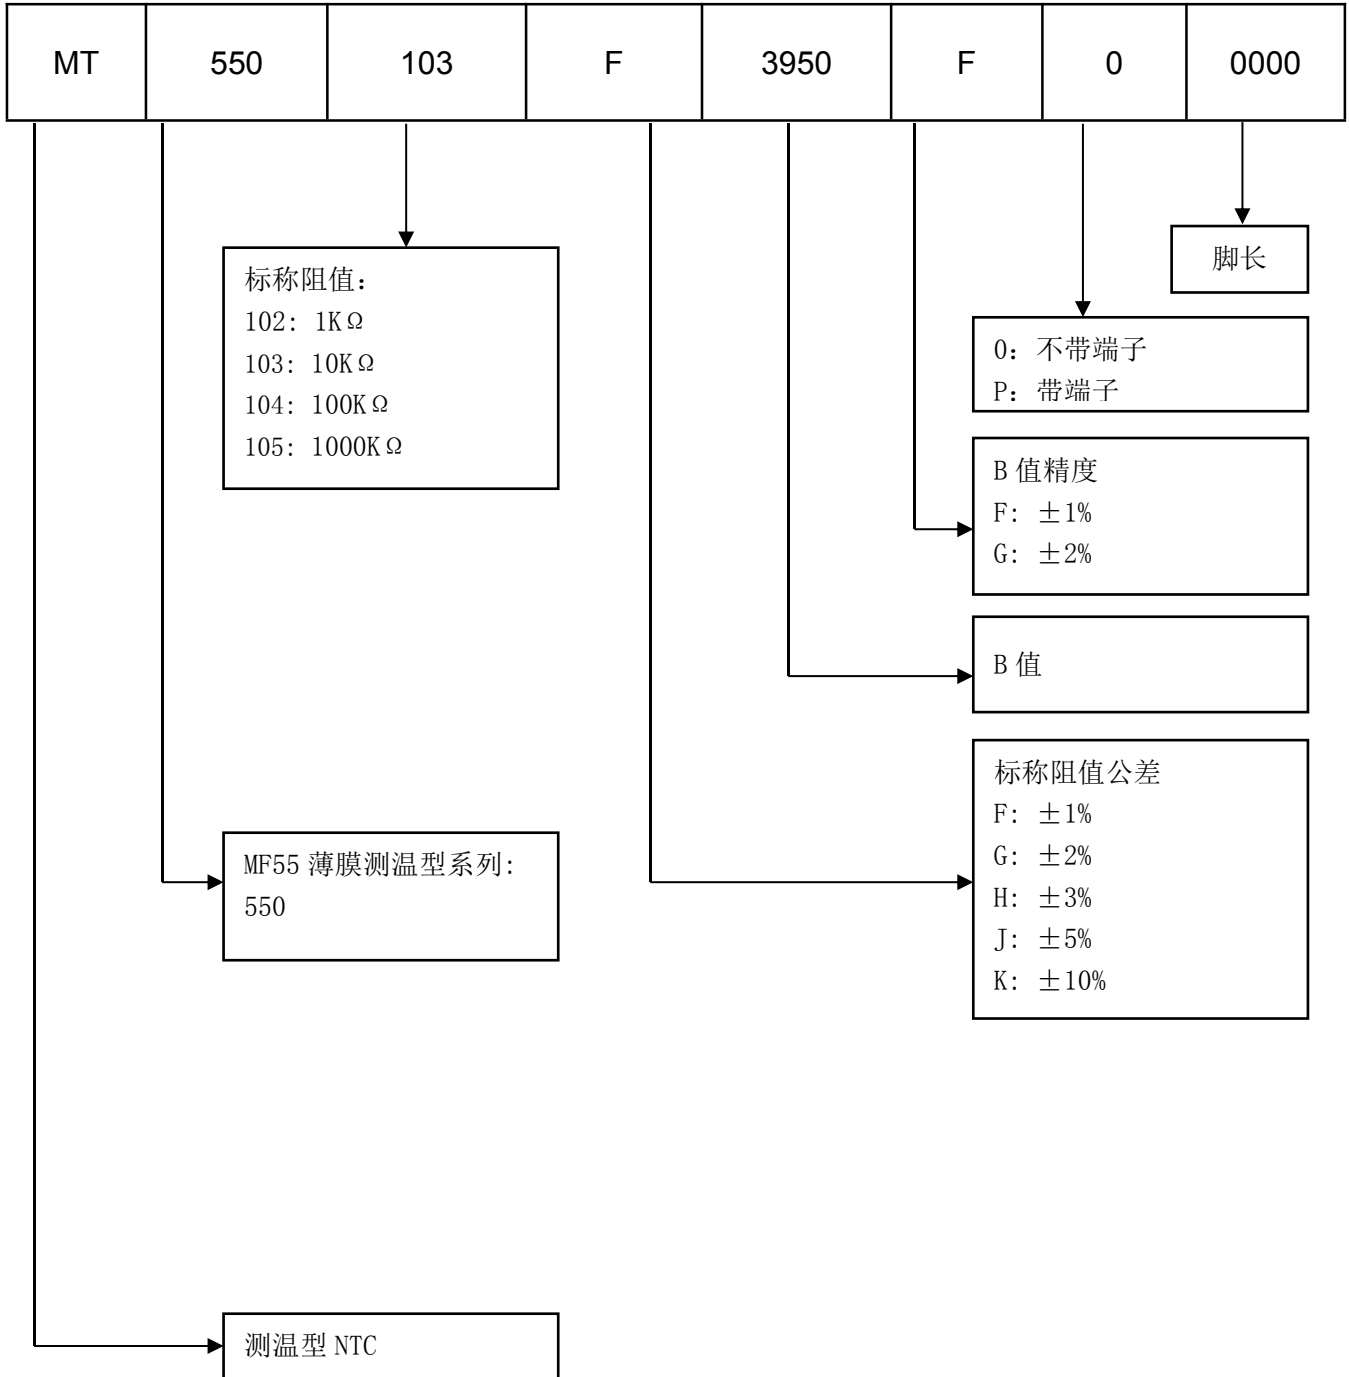 MT 550 103 F 3950 F 0 0000
脚长
标称阻值：
102: 1KΩ
103: 10KΩ
104: 100KΩ
105: 1000KΩ
0：不带端子
P：带端子
B 值精度
F: ±1%
G: ±2%
B 值
标称阻值公差
F: ±1%
G: ±2%
H: ±3%
J: ±5%
K: ±10%
MF55 薄膜测温型系列:
550
测温型 NTC